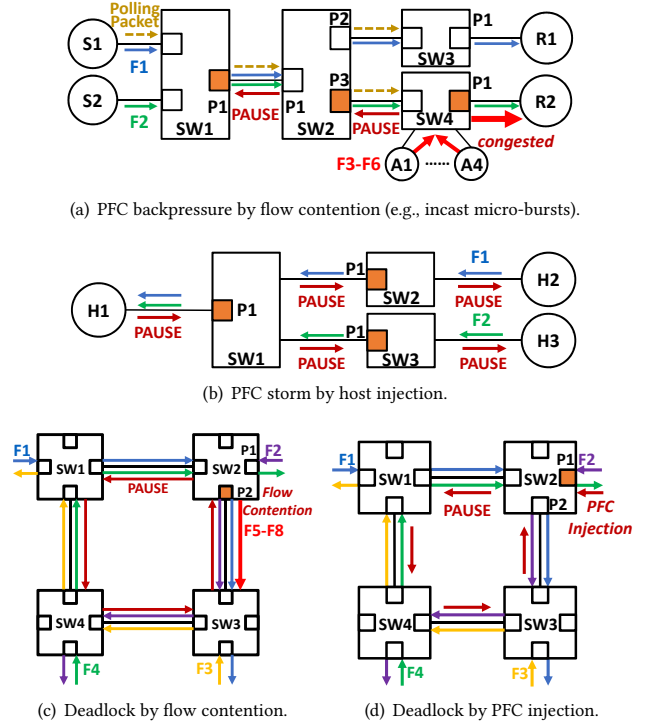 Polling
Packet
S1
F1
S2
F2
P1
SW1
PAUSE
P1
P2
P3
SW2
PAUSE
P1
SW3
R1
P1
SW4
R2
congested
F3-F6
A1
......
A4
(a) PFC backpressure by flow contention (e.g., incast micro-bursts).
H1
PAUSE
P1
SW1
PAUSE
P1
SW2
F1
PAUSE
H2
PAUSE
P1
SW3
F2
PAUSE
H3
(b) PFC storm by host injection.
F1
SW1
PAUSE
SW2
P1
F2
P2
Flow
Contention
F5-F8
SW4
SW3
F4
F3
(c) Deadlock by flow contention.
F1
SW1
PAUSE
SW2
P1
F2
P2
PFC
Injection
SW4
SW3
F4
F3
(d) Deadlock by PFC injection.